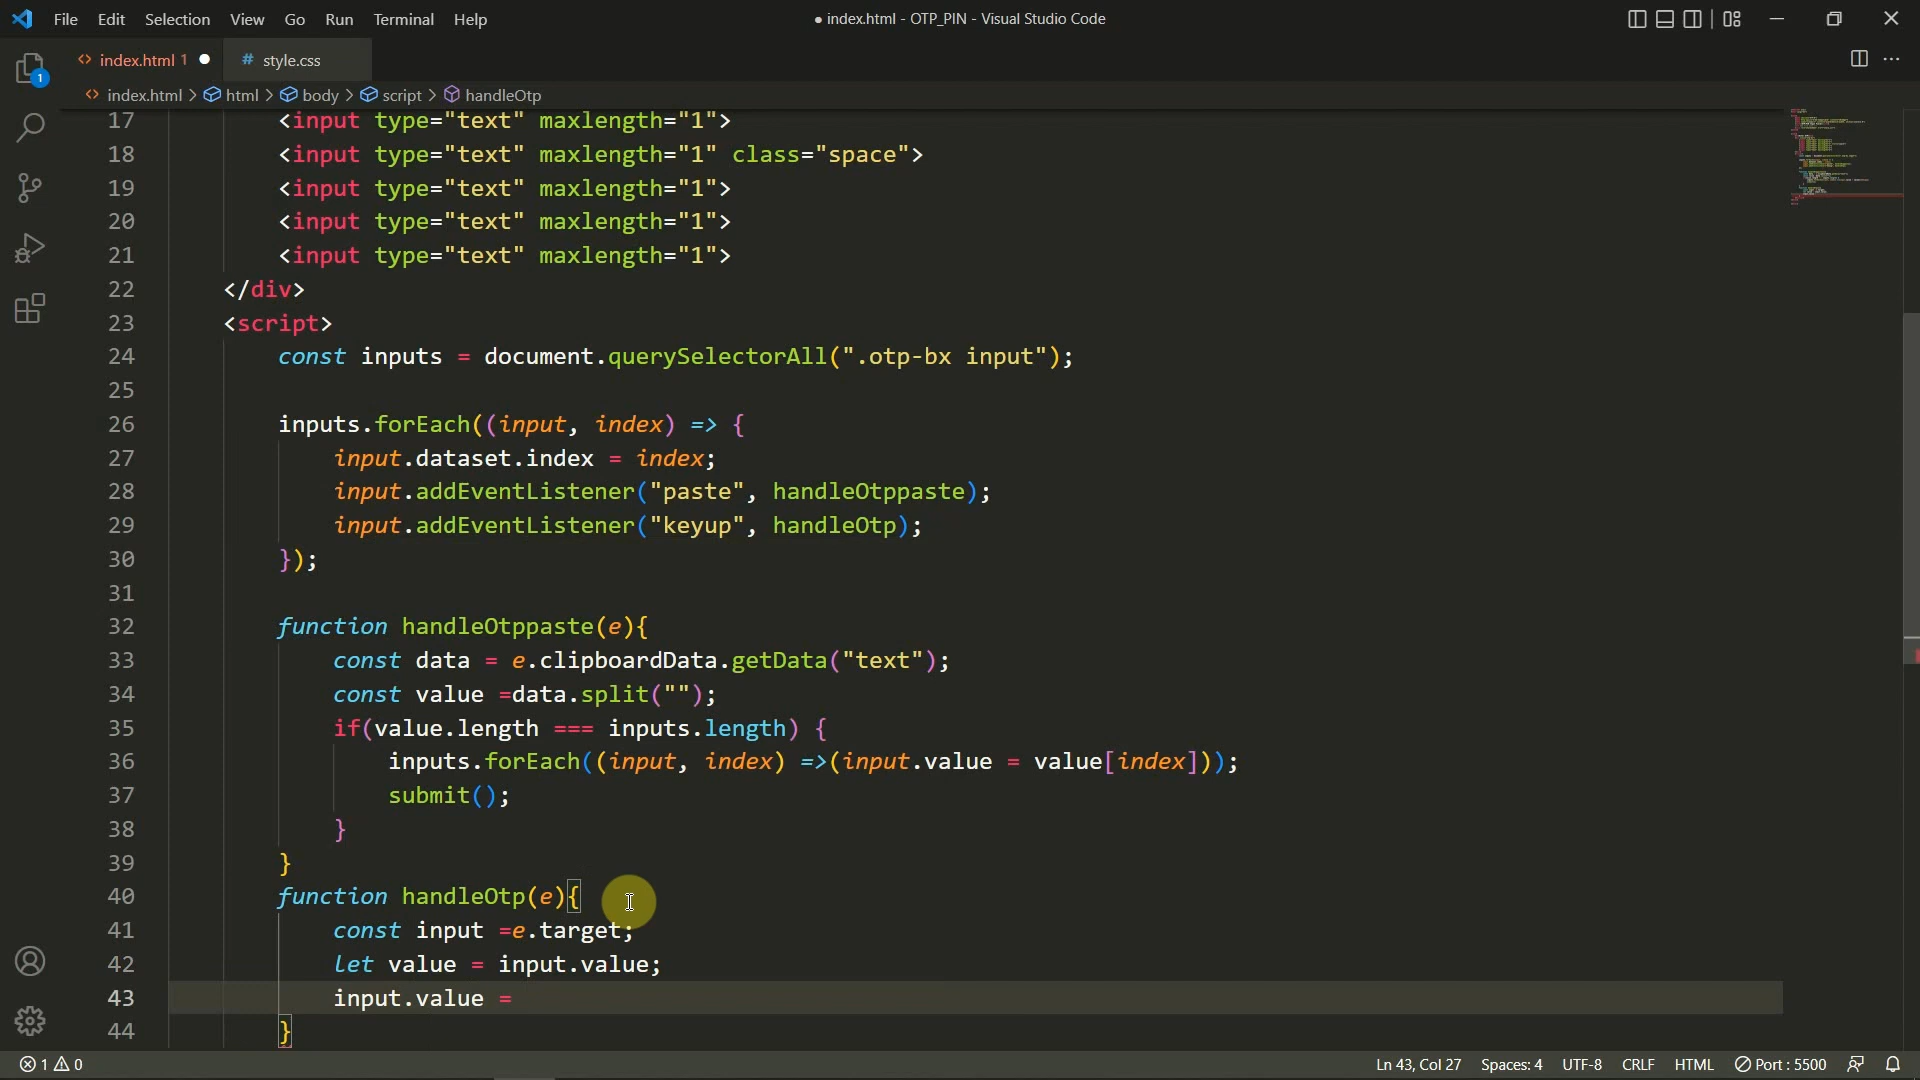 File Edit Selection View Go Run Terminal Help
● index.html - OTP_PIN - Visual Studio Code
<> index.html 1 ●
# style.css
<> index.html > html > body > script > handleOtp
1
17 <input type="text" maxlength="1">
18 <input type="text" maxlength="1" class="space">
19 <input type="text" maxlength="1">
20 <input type="text" maxlength="1">
21 <input type="text" maxlength="1">
22 </div>
23 <script>
24 const inputs = document.querySelectorAll(".otp-bx input");
25
26 inputs.forEach((input, index) => {
27 input.dataset.index = index;
28 input.addEventListener("paste", handleOtppaste);
29 input.addEventListener("keyup", handleOtp);
30 });
31
32 function handleOtppaste(e){
33 const data = e.clipboardData.getData("text");
34 const value =data.split("");
35 if(value.length === inputs.length) {
36 inputs.forEach((input, index) =>(input.value = value[index]));
37 submit();
38 }
39 }
40 function handleOtp(e){
41 const input =e.target;
42 let value = input.value;
43 input.value =
44 }
1 0
Ln 43, Col 27 Spaces: 4 UTF-8 CRLF HTML Port : 5500